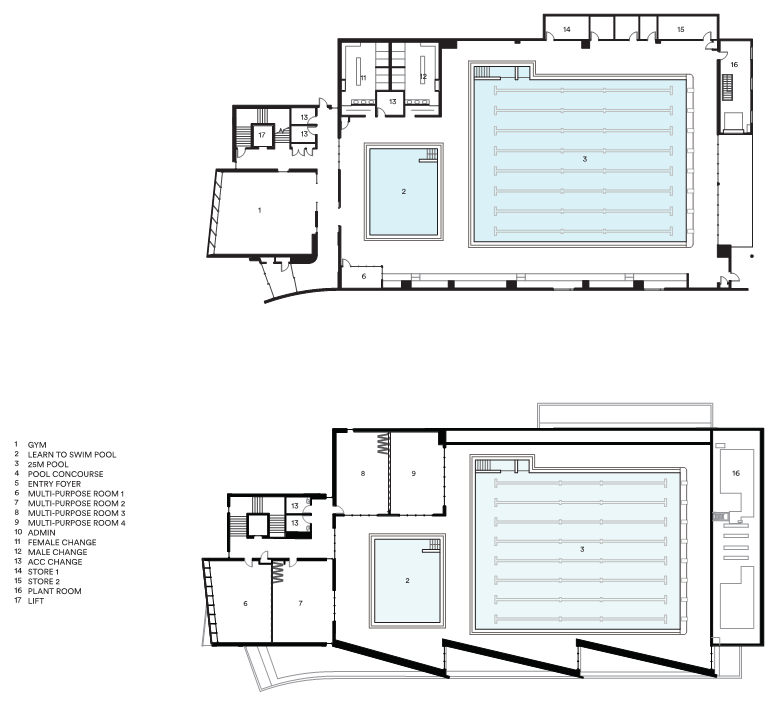 14
15
16
11
12
13
13
17
13
3
2
1
6
1 GYM
2 LEARN TO SWIM POOL
3 25M POOL
4 POOL CONCOURSE
5 ENTRY FOYER
6 MULTI-PURPOSE ROOM 1
7 MULTI-PURPOSE ROOM 2
8 MULTI-PURPOSE ROOM 3
9 MULTI-PURPOSE ROOM 4
10 ADMIN
11 FEMALE CHANGE
12 MALE CHANGE
13 ACC CHANGE
14 STORE 1
15 STORE 2
16 PLANT ROOM
17 LIFT
8
9
16
13
13
3
2
6
7